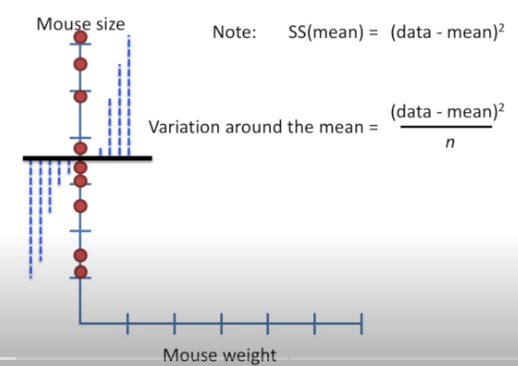 Mouse size
Note: SS(mean) = (data - mean)²
Variation around the mean = (data - mean)²
n
Mouse weight